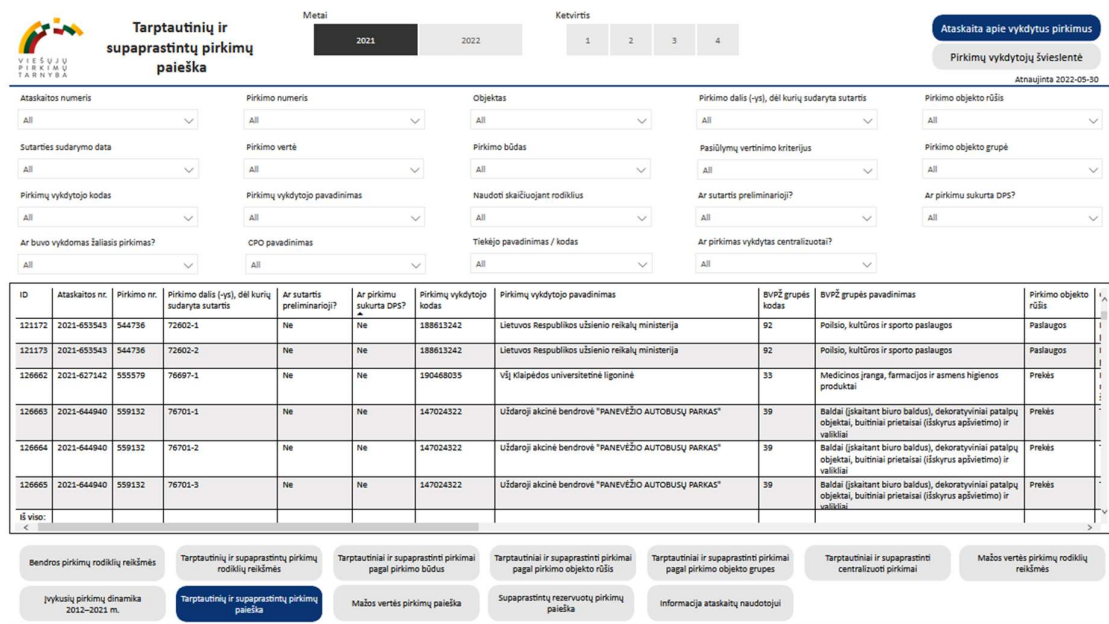 VIEŠŲJŲ
PIRKIMŲ
TARNYBA
Tarptautinių ir
supaprastintų pirkimų
paieška
Metai
2021 2022
Ketvirtis
1 2 3 4
Ataskaita apie vykdytus pirkimus
Pirkimų vykdytojų švieslentė
Atnaujinta 2022-05-30
Ataskaitos numeris Pirkimo numeris Objektas Pirkimo dalis (-ys), dėl kurių sudaryta sutartis Pirkimo objekto rūšis
All All All All All
Sutarties sudarymo data Pirkimo vertė Pirkimo būdas Pasiūlymų vertinimo kriterijus Pirkimo objekto grupė
All All All All All
Pirkimų vykdytojo kodas Pirkimų vykdytojo pavadinimas Naudoti skaičiuojant rodiklius Ar sutartis preliminarioji? Ar pirkimu sukurta DPS?
All All All All All
Ar buvo vykdomas žaliasis pirkimas? CPO pavadinimas Tiekėjo pavadinimas / kodas Ar pirkimas vykdytas centralizuotai?
All All All All
ID Ataskaitos nr. Pirkimo nr. Pirkimo dalis (-ys), dėl kurių Ar sutartis Ar pirkimu Pirkimų vykdytojo Pirkimų vykdytojo pavadinimas BVPŽ grupės BVPŽ grupės pavadinimas Pirkimo objekto
sudaryta sutartis preliminarioji? sukurta DPS? kodas kodas rūšis
121172 2021-653543 544736 72602-1 Ne Ne 188613242 Lietuvos Respublikos užsienio reikalų ministerija 92 Poilsio, kultūros ir sporto paslaugos Paslaugos
121173 2021-653543 544736 72602-2 Ne Ne 188613242 Lietuvos Respublikos užsienio reikalų ministerija 92 Poilsio, kultūros ir sporto paslaugos Paslaugos
126662 2021-627142 555579 76697-1 Ne Ne 190468035 VšĮ Klaipėdos universitetinė ligoninė 33 Medicinos įranga, farmacijos ir asmens higienos Prekės
produktai
126663 2021-644940 559132 76701-1 Ne Ne 147024322 Uždaroji akcinė bendrovė "PANEVĖŽIO AUTOBUSŲ PARKAS" 39 Baldai (įskaitant biuro baldus), dekoratyviniai patalpų Prekės
objektai, buitiniai prietaisai (išskyrus apšvietimo) ir
valikliai
126664 2021-644940 559132 76701-2 Ne Ne 147024322 Uždaroji akcinė bendrovė "PANEVĖŽIO AUTOBUSŲ PARKAS" 39 Baldai (įskaitant biuro baldus), dekoratyviniai patalpų Prekės
objektai, buitiniai prietaisai (išskyrus apšvietimo) ir
valikliai
126665 2021-644940 559132 76701-3 Ne Ne 147024322 Uždaroji akcinė bendrovė "PANEVĖŽIO AUTOBUSŲ PARKAS" 39 Baldai (įskaitant biuro baldus), dekoratyviniai patalpų Prekės
objektai, buitiniai prietaisai (išskyrus apšvietimo) ir
valikliai
Iš viso:
Bendros pirkimų rodiklių reikšmės
Tarptautinių ir supaprastintų pirkimų
rodiklių reikšmės
Tarptautiniai ir supaprastinti pirkimai
pagal pirkimo būdus
Tarptautiniai ir supaprastinti pirkimai
pagal pirkimo objekto rūšis
Tarptautiniai ir supaprastinti pirkimai
pagal pirkimo objekto grupes
Tarptautiniai ir supaprastinti
centralizuoti pirkimai
Mažos vertės pirkimų rodiklių
reikšmės
Įvykusių pirkimų dinamika
2012–2021 m.
Tarptautinių ir supaprastintų pirkimų
paieška
Mažos vertės pirkimų paieška
Supaprastintų rezervuotų pirkimų
paieška
Informacija ataskaitų naudotojui